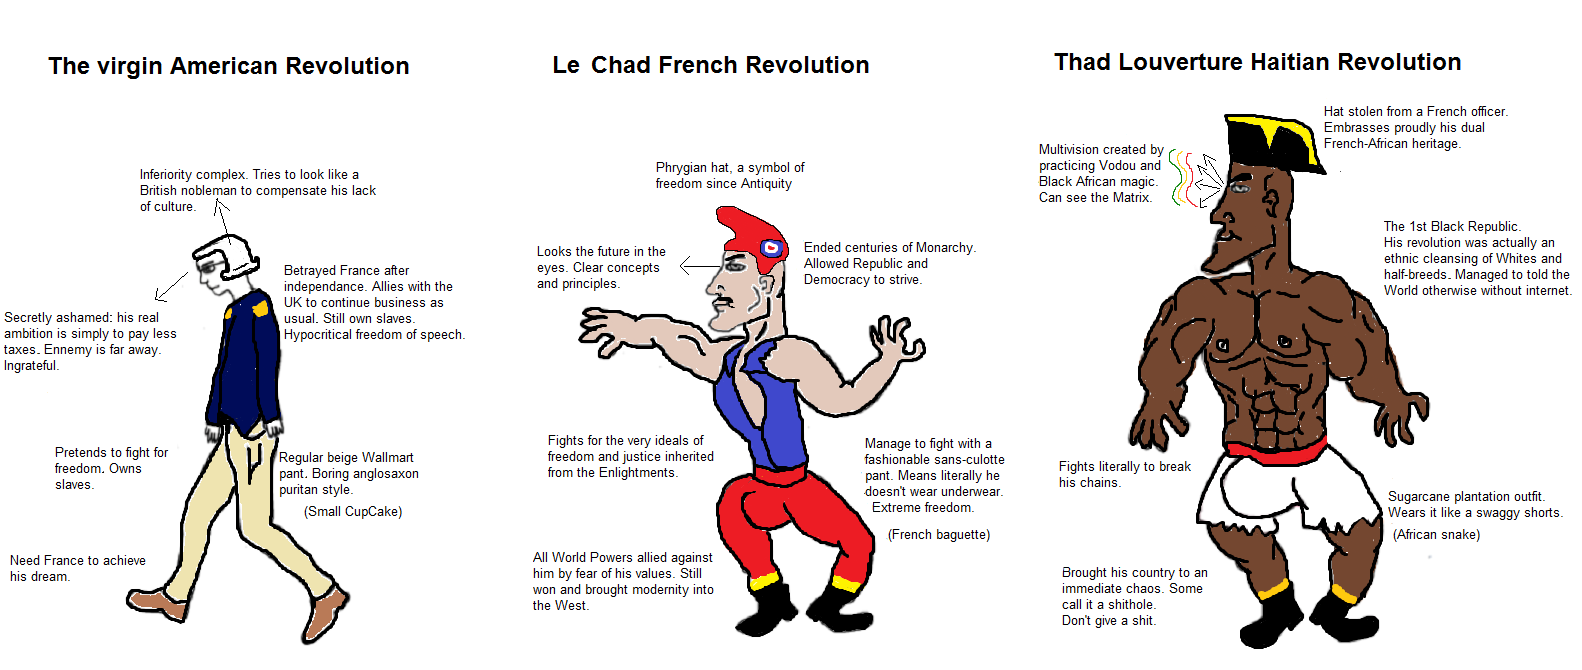 The virgin American Revolution
Inferiority complex. Tries to look like a
British nobleman to compensate his lack
of culture.
Secretly ashamed: his real
ambition is simply to pay less
taxes. Ennemy is far away.
Ingrateful.
Betrayed France after
independance. Allies with the
UK to continue business as
usual. Still own slaves.
Hypocritical freedom of speech.
Pretends to fight for
freedom. Owns
slaves.
Regular beige Wallmart
pant. Boring anglosaxon
puritan style.
(Small CupCake)
Need France to achieve
his dream.
Le Chad French Revolution
Phrygian hat, a symbol of
freedom since Antiquity
Looks the future in the
eyes. Clear concepts
and principles.
Ended centuries of Monarchy.
Allowed Republic and
Democracy to strive.
Fights for the very ideals of
freedom and justice inherited
from the Enlightments.
Manage to fight with a
fashionable sans-culotte
pant. Means literally he
doesn't wear underwear.
Extreme freedom.
(French baguette)
All World Powers allied against
him by fear of his values. Still
won and brought modernity into
the West.
Thad Louverture Haitian Revolution
Hat stolen from a French officer.
Embrasses proudly his dual
French-African heritage.
Multivision created by
practicing Vodou and
Black African magic.
Can see the Matrix.
The 1st Black Republic.
His revolution was actually an
ethnic cleansing of Whites and
half-breeds. Managed to told the
World otherwise without internet.
Fights literally to break
his chains.
Sugarcane plantation outfit.
Wears it like a swaggy shorts.
(African snake)
Brought his country to an
immediate chaos. Some
call it a shithole.
Don't give a shit.